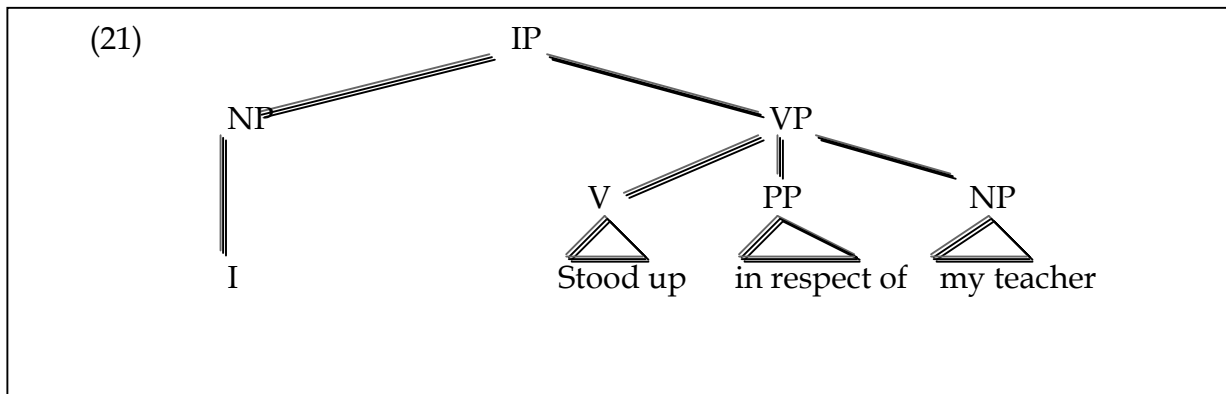 (21) IP
NP VP
V PP NP
I Stood up in respect of my teacher